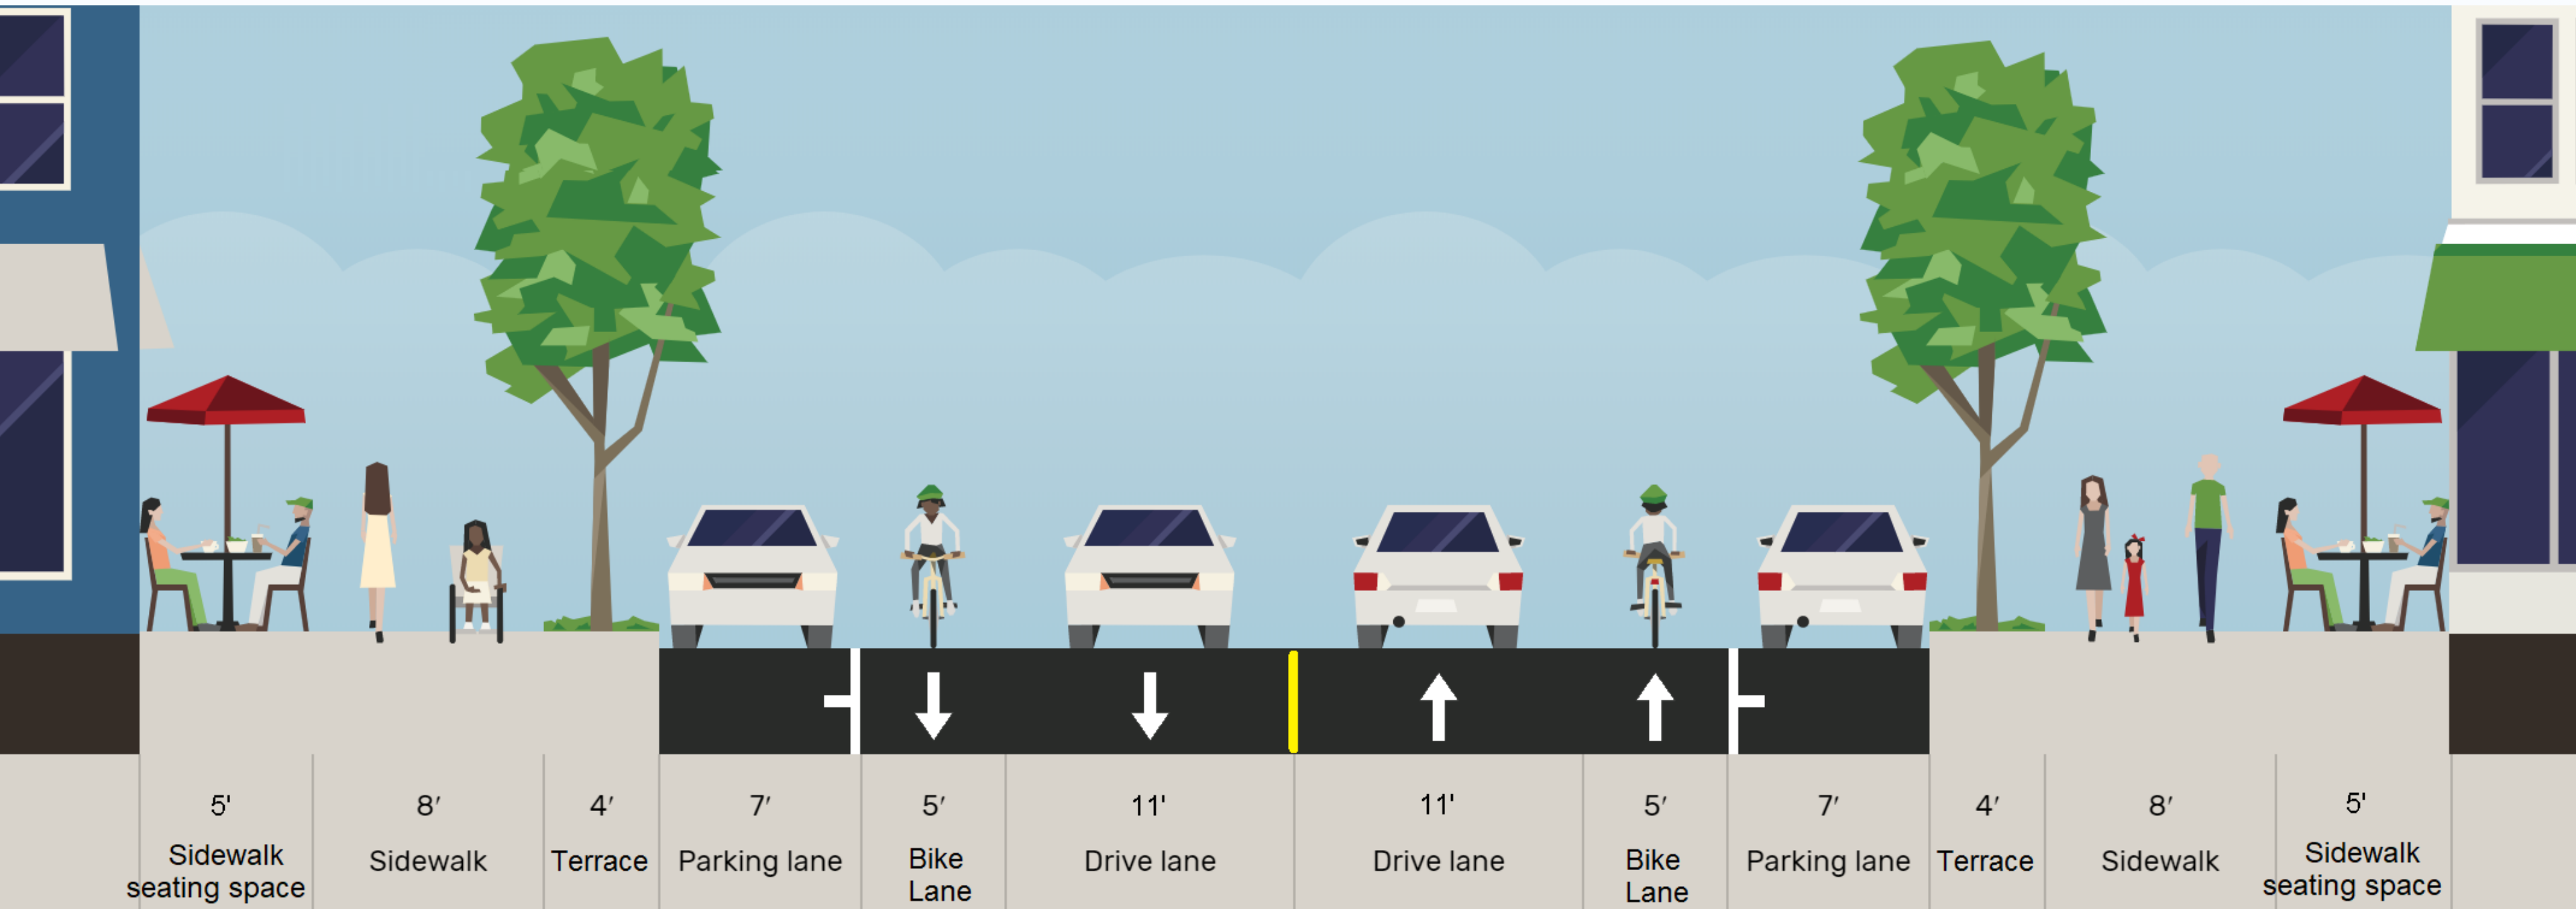 5' 8′ 4′ 7′ 5′ 11' 11' 5′ 7′ 4′ 8′ 5'
Sidewalk
seating space
Sidewalk
Terrace
Parking lane
Bike
Lane
Drive lane
Drive lane
Bike
Lane
Parking lane
Terrace
Sidewalk
Sidewalk
seating space